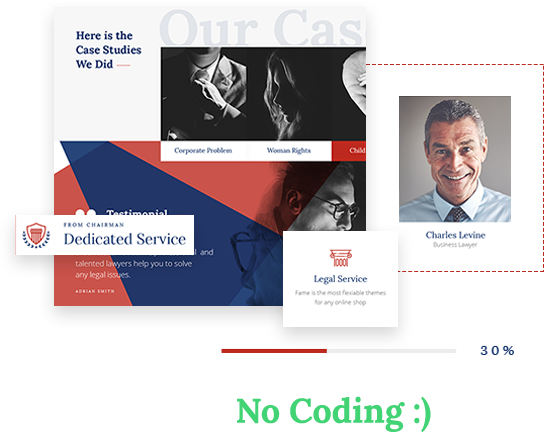 Our Cas
Here is the
Case Studies
We Did
Corporate Problem
Woman Rights
Child
Testimonial
FROM CHAIRMAN
Dedicated Service
and
talented lawyers help you to solve
any legal issues.
ADRIAN SMITH
Charles Levine
Business Lawyer
Legal Service
Fame is the most flexiable themes
for any online shop
30%
No Coding :)